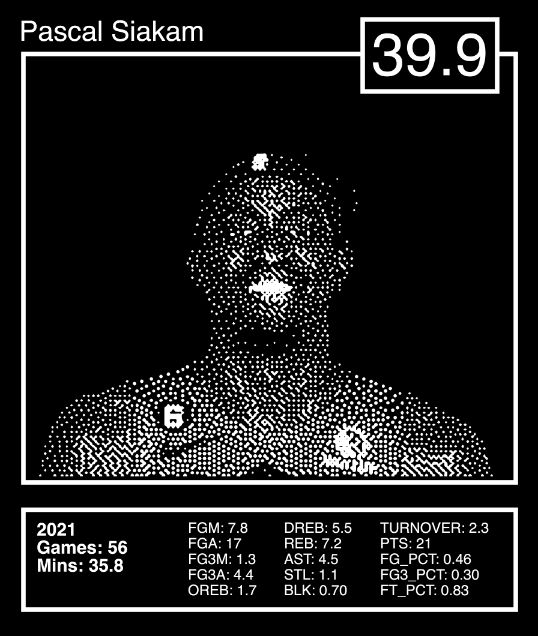 Pascal Siakam
39.9
6
2021
Games: 56
Mins: 35.8
FGM: 7.8
FGA: 17
FG3M: 1.3
FG3A: 4.4
OREB: 1.7
DREB: 5.5
REB: 7.2
AST: 4.5
STL: 1.1
BLK: 0.70
TURNOVER: 2.3
PTS: 21
FG_PCT: 0.46
FG3_PCT: 0.30
FT_PCT: 0.83